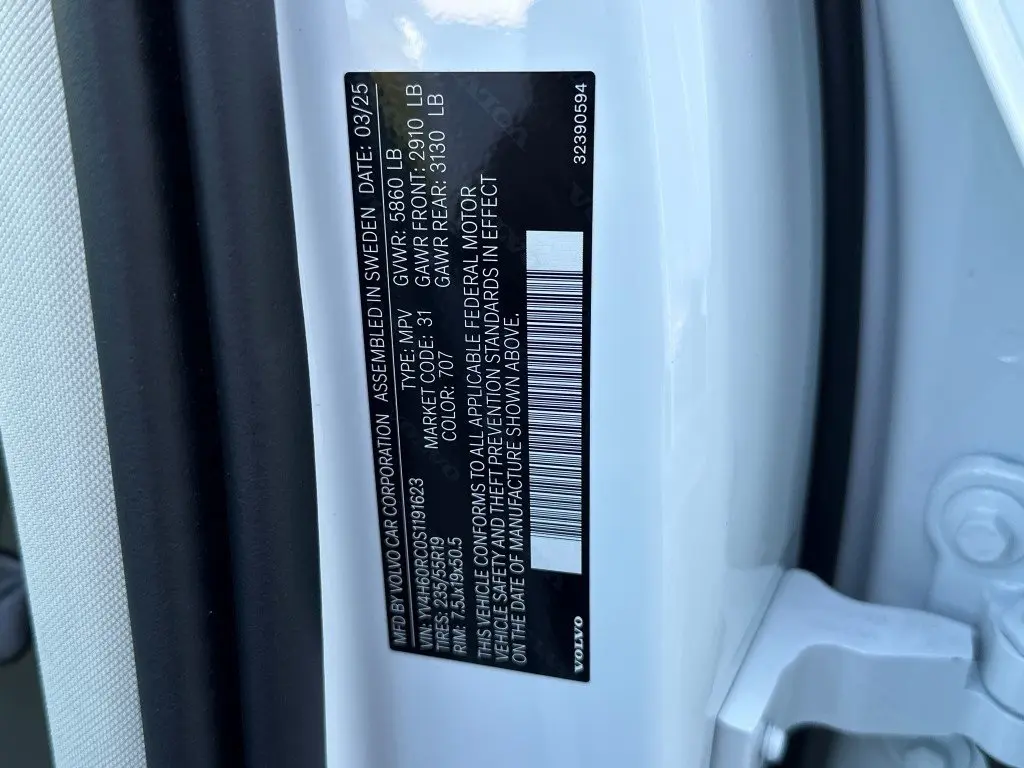 MFD BY VOLVO CAR CORPORATION ASSEMBLED IN SWEDEN DATE: 03/25
VIN: YV4H60RC0S1191623 TYPE: MPV GVWR: 5860 LB
TIRES: 235/55R19 MARKET CODE: 31 GAWR FRONT: 2910 LB
RIM: 7.5Jx19x50.5 COLOR: 707 GAWR REAR: 3130 LB
THIS VEHICLE CONFORMS TO ALL APPLICABLE FEDERAL MOTOR
VEHICLE SAFETY AND THEFT PREVENTION STANDARDS IN EFFECT
ON THE DATE OF MANUFACTURE SHOWN ABOVE.
VOLVO 32390594